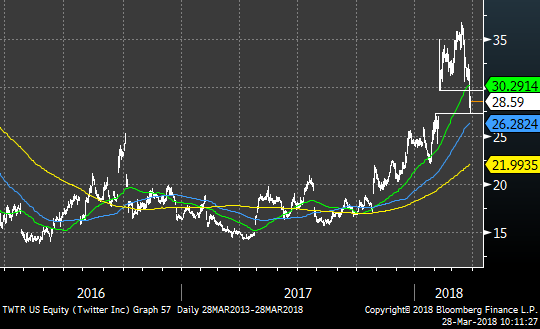 35
30.2914
28.59
26.2824
25
21.9935
20
15
2016 2017 2018
TWTR US Equity (Twitter Inc) Graph 57 Daily 28MAR2013-28MAR2018 Copyright© 2018 Bloomberg Finance L.P.
28-Mar-2018 10:11:27